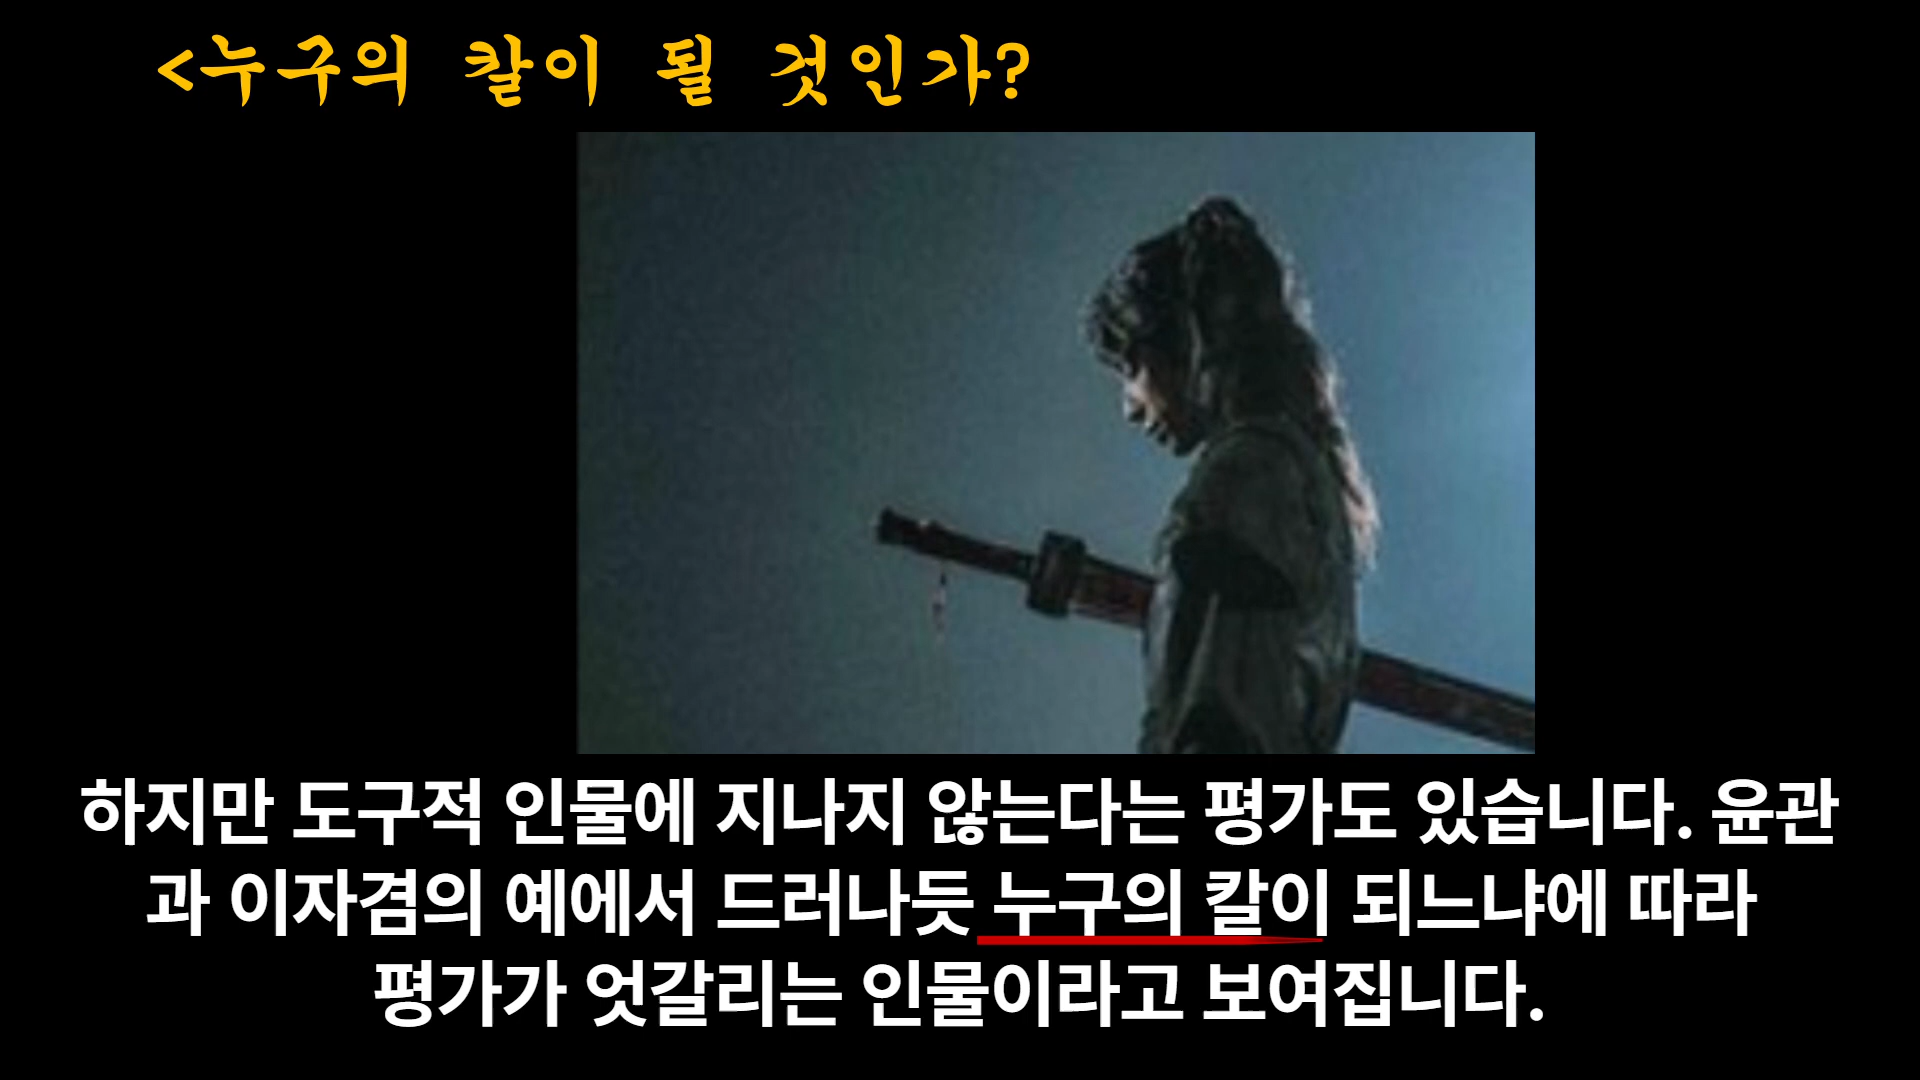 <누구의 칼이 될 것인가?
하지만 도구적 인물에 지나지 않는다는 평가도 있습니다. 윤관
과 이자겸의 예에서 드러나듯 누구의 칼이 되느냐에 따라
평가가 엇갈리는 인물이라고 보여집니다.